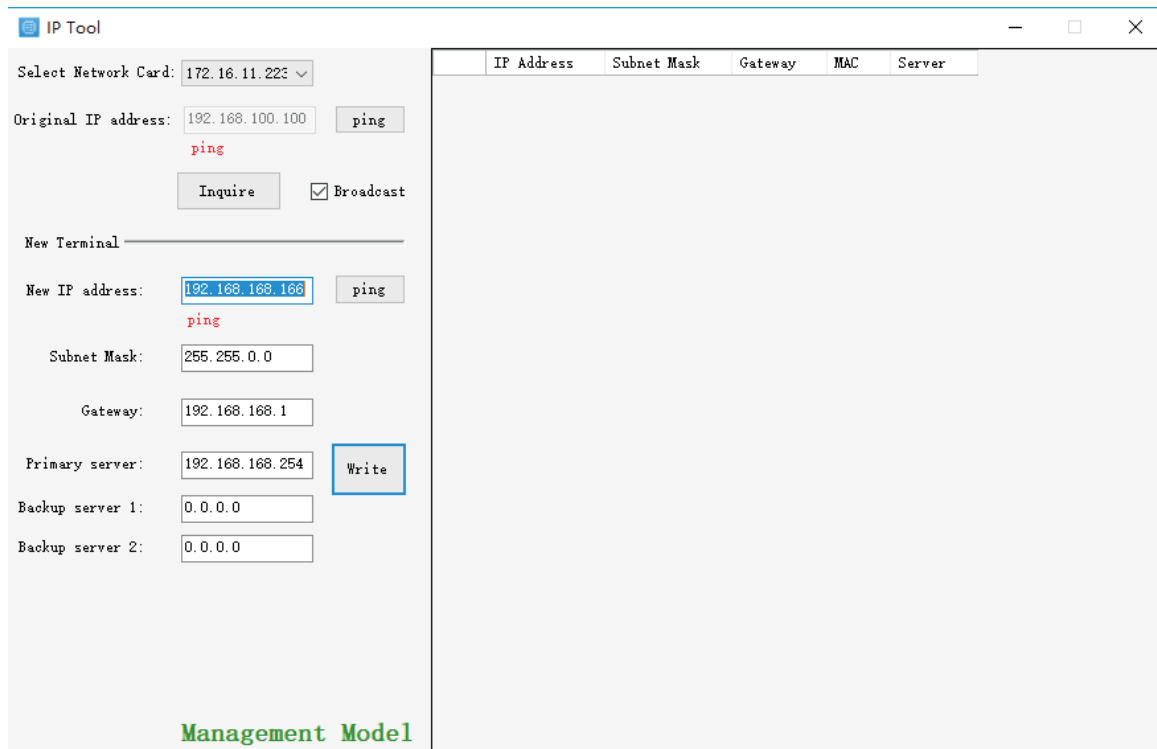 IP Tool
Select Network Card: 172.16.11.223
Original IP address: 192.168.100.100 ping
ping
Inquire Broadcast
New Terminal
New IP address: 192.168.168.166 ping
ping
Subnet Mask: 255.255.0.0
Gateway: 192.168.168.1
Primary server: 192.168.168.254 Write
Backup server 1: 0.0.0.0
Backup server 2: 0.0.0.0
Management Model
IP Address Subnet Mask Gateway MAC Server